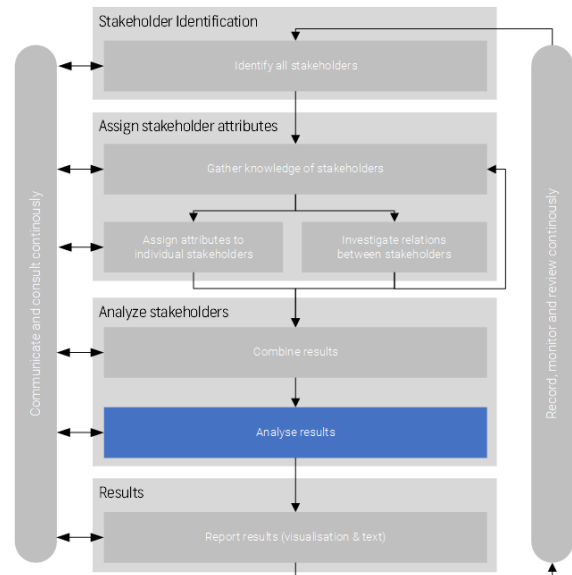 Stakeholder Identification
Identify all stakeholders
Assign stakeholder attributes
Gather knowledge of stakeholders
Assign attributes to
individual stakeholders
Investigate relations
between stakeholders
Analyze stakeholders
Combine results
Analyse results
Results
Report results (visualisation & text)
Communicate and consult continously
Record, monitor and review continously